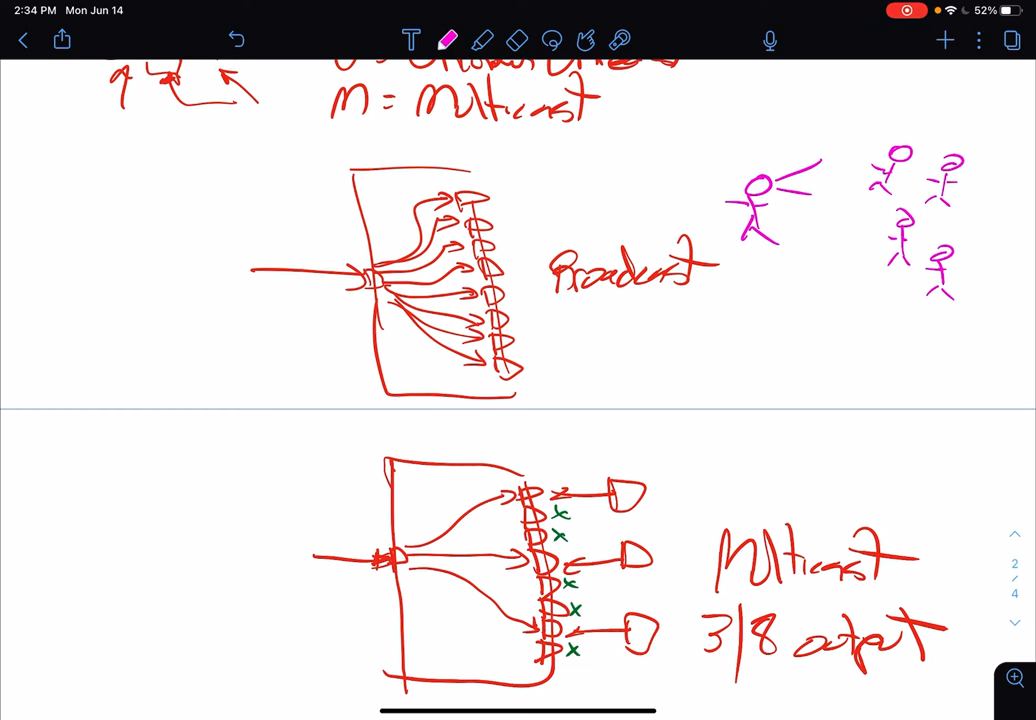 2:34 PM Mon Jun 14
52%
T
M = Multicast
Broadcast
x
x
x
x
x
Multicast
3/8 output
2
/
4